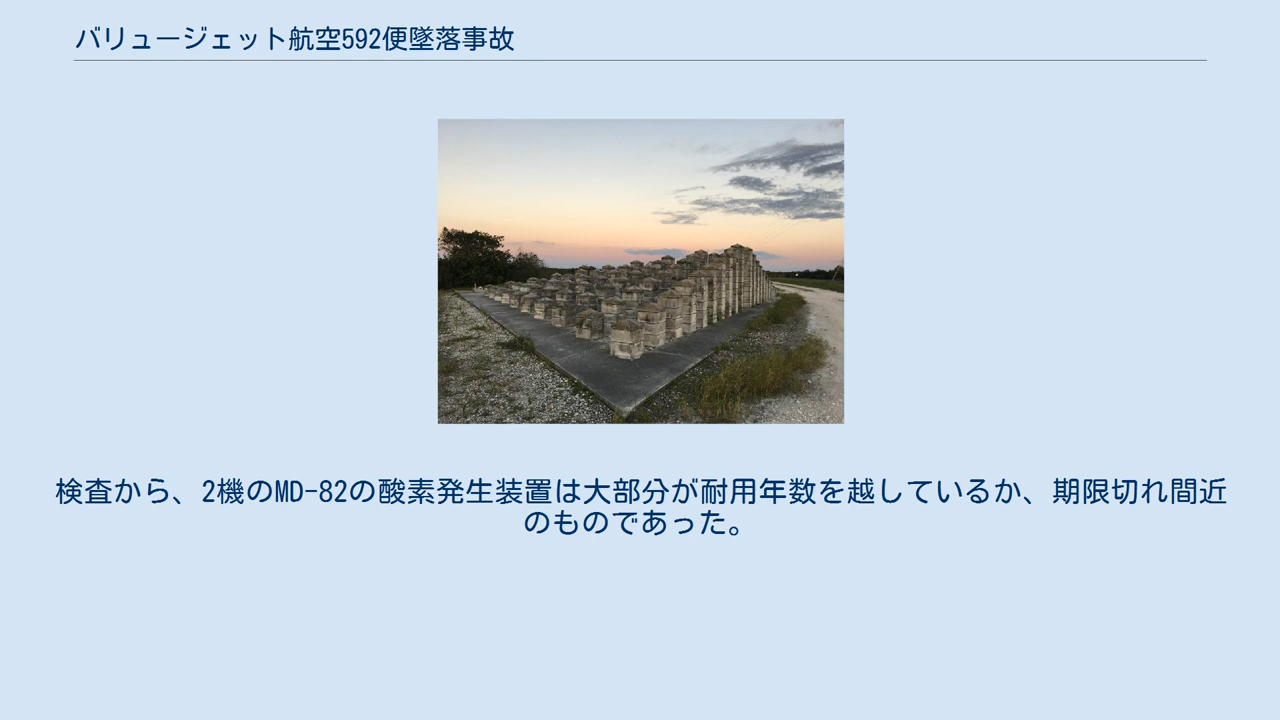 バリュージェット航空592便墜落事故
検査から、2機のMD-82の酸素発生装置は大部分が耐用年数を越しているか、期限切れ間近
のものであった。